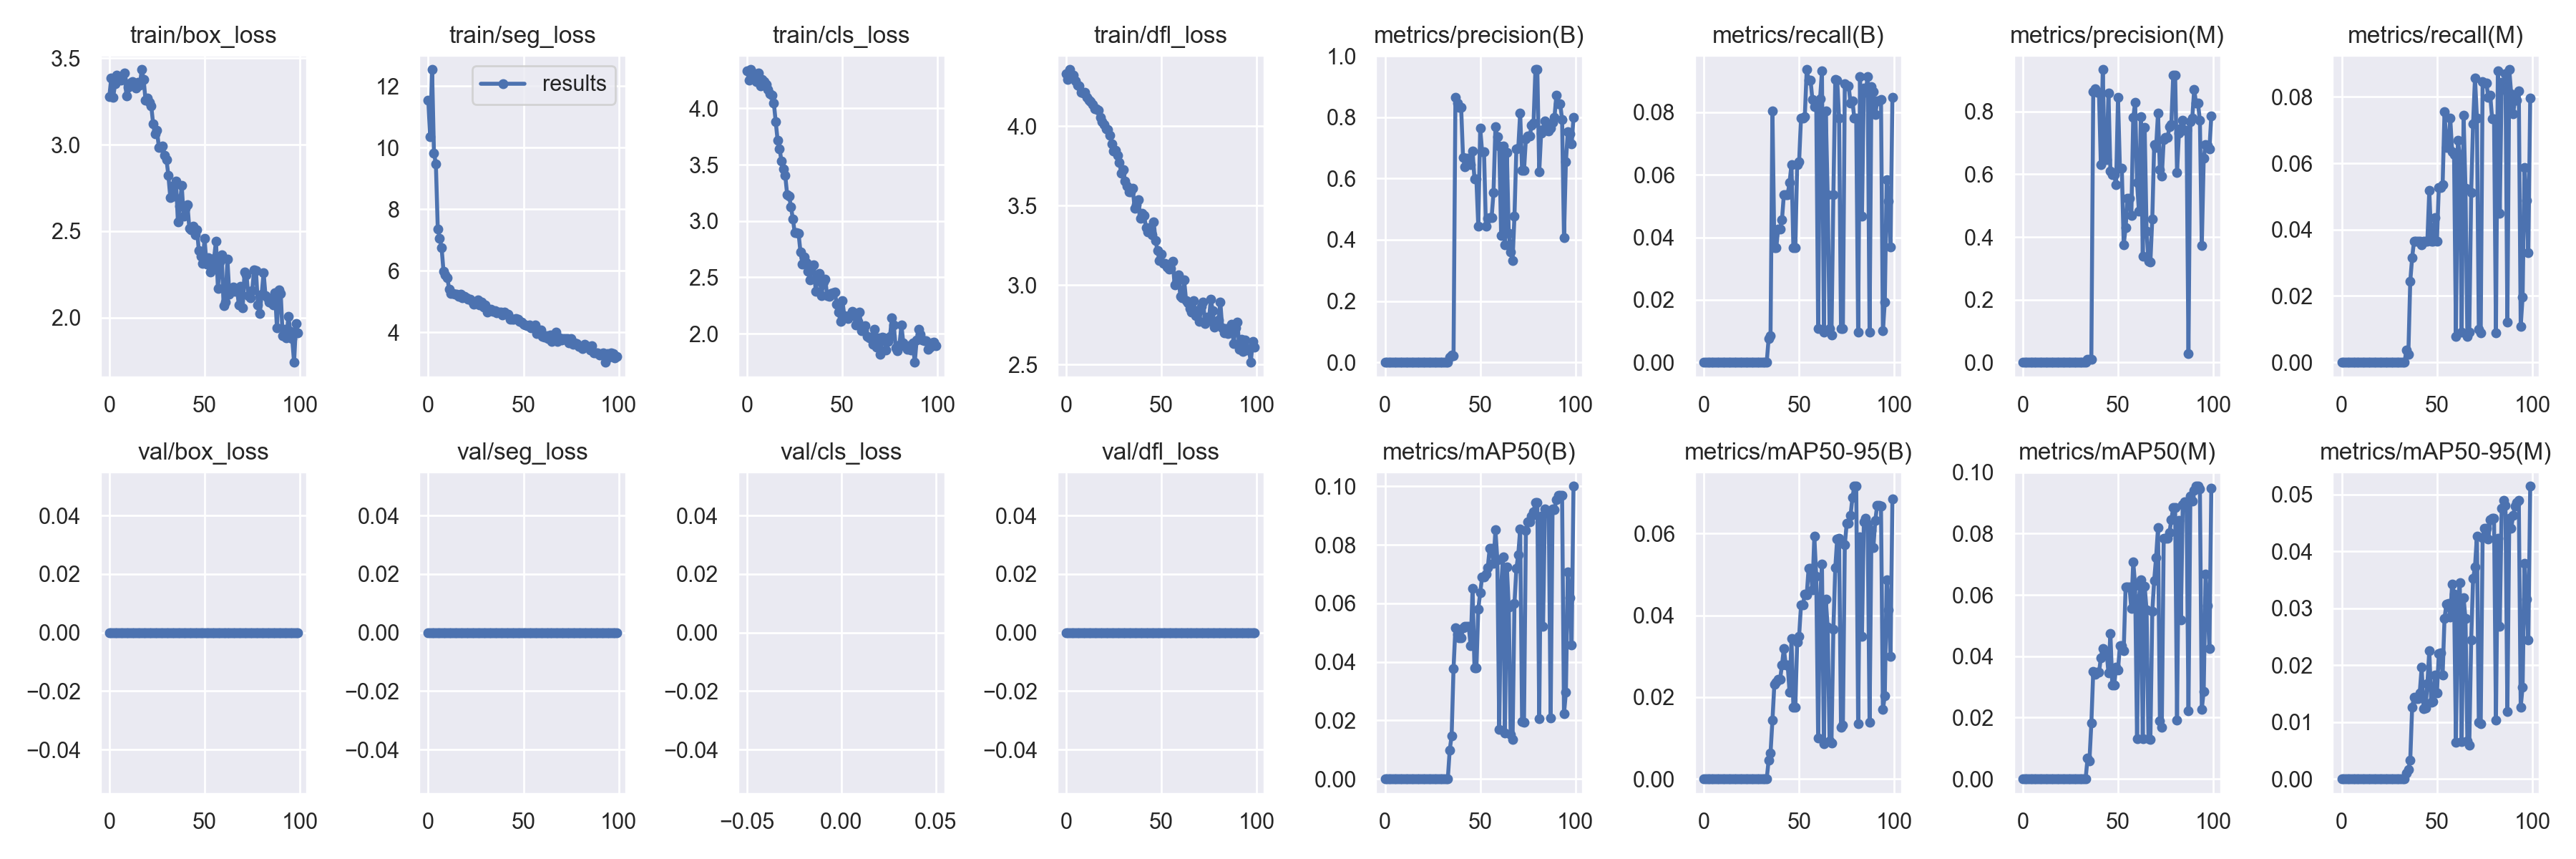 train/box_loss
train/seg_loss
train/cls_loss
train/dfl_loss
metrics/precision(B)
metrics/recall(B)
metrics/precision(M)
metrics/recall(M)
3.5
3.0
2.5
2.0
0 50 100
results
12
10
8
6
4
0 50 100
4.0
3.5
3.0
2.5
2.0
0 50 100
4.0
3.5
3.0
2.5
0 50 100
1.0
0.8
0.6
0.4
0.2
0.0
0 50 100
0.08
0.06
0.04
0.02
0.00
0 50 100
0.8
0.6
0.4
0.2
0.0
0 50 100
0.08
0.06
0.04
0.02
0.00
0 50 100
val/box_loss
val/seg_loss
val/cls_loss
val/dfl_loss
metrics/mAP50(B)
metrics/mAP50-95(B)
metrics/mAP50(M)
metrics/mAP50-95(M)
0.04
0.02
0.00
−0.02
−0.04
0 50 100
0.04
0.02
0.00
−0.02
−0.04
0 50 100
0.04
0.02
0.00
−0.02
−0.04
−0.05 0.00 0.05
0.04
0.02
0.00
−0.02
−0.04
0 50 100
0.10
0.08
0.06
0.04
0.02
0.00
0 50 100
0.06
0.04
0.02
0.00
0 50 100
0.10
0.08
0.06
0.04
0.02
0.00
0 50 100
0.05
0.04
0.03
0.02
0.01
0.00
0 50 100